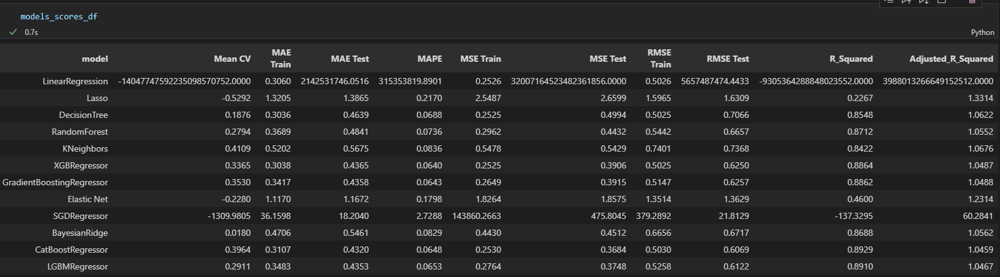 models_scores_df
0.7s
Python
model Mean CV MAE Train MAE Test MAPE MSE Train MSE Test RMSE Train RMSE Test R_Squared Adjusted_R_Squared
LinearRegression -14047747592235098570752.0000 0.3060 2142531746.0516 315353819.8901 0.2526 32007164523482361856.0000 0.5026 5657487474.4433 -9305364288848023552.0000 3988013266649152512.0000
Lasso -0.5292 1.3205 1.3865 0.2170 2.5487 2.6599 1.5965 1.6309 0.2267 1.3314
DecisionTree 0.1876 0.3036 0.4639 0.0688 0.2525 0.4994 0.5025 0.7066 0.8548 1.0622
RandomForest 0.2794 0.3689 0.4841 0.0736 0.2962 0.4432 0.5442 0.6657 0.8712 1.0552
KNeighbors 0.4109 0.5202 0.5675 0.0836 0.5478 0.5429 0.7401 0.7368 0.8422 1.0676
XGBRegressor 0.3365 0.3038 0.4365 0.0640 0.2525 0.3906 0.5025 0.6250 0.8864 1.0487
GradientBoostingRegressor 0.3530 0.3417 0.4358 0.0643 0.2649 0.3915 0.5147 0.6257 0.8862 1.0488
Elastic Net -0.2280 1.1170 1.1672 0.1798 1.8264 1.8575 1.3514 1.3629 0.4600 1.2314
SGDRegressor -1309.9805 36.1598 18.2040 2.7288 143860.2663 475.8045 379.2892 21.8129 -137.3295 60.2841
BayesianRidge 0.0180 0.4706 0.5461 0.0829 0.4430 0.4512 0.6656 0.6717 0.8688 1.0562
CatBoostRegressor 0.3964 0.3107 0.4320 0.0648 0.2530 0.3684 0.5030 0.6069 0.8929 1.0459
LGBMRegressor 0.2911 0.3483 0.4353 0.0653 0.2764 0.3748 0.5258 0.6122 0.8910 1.0467